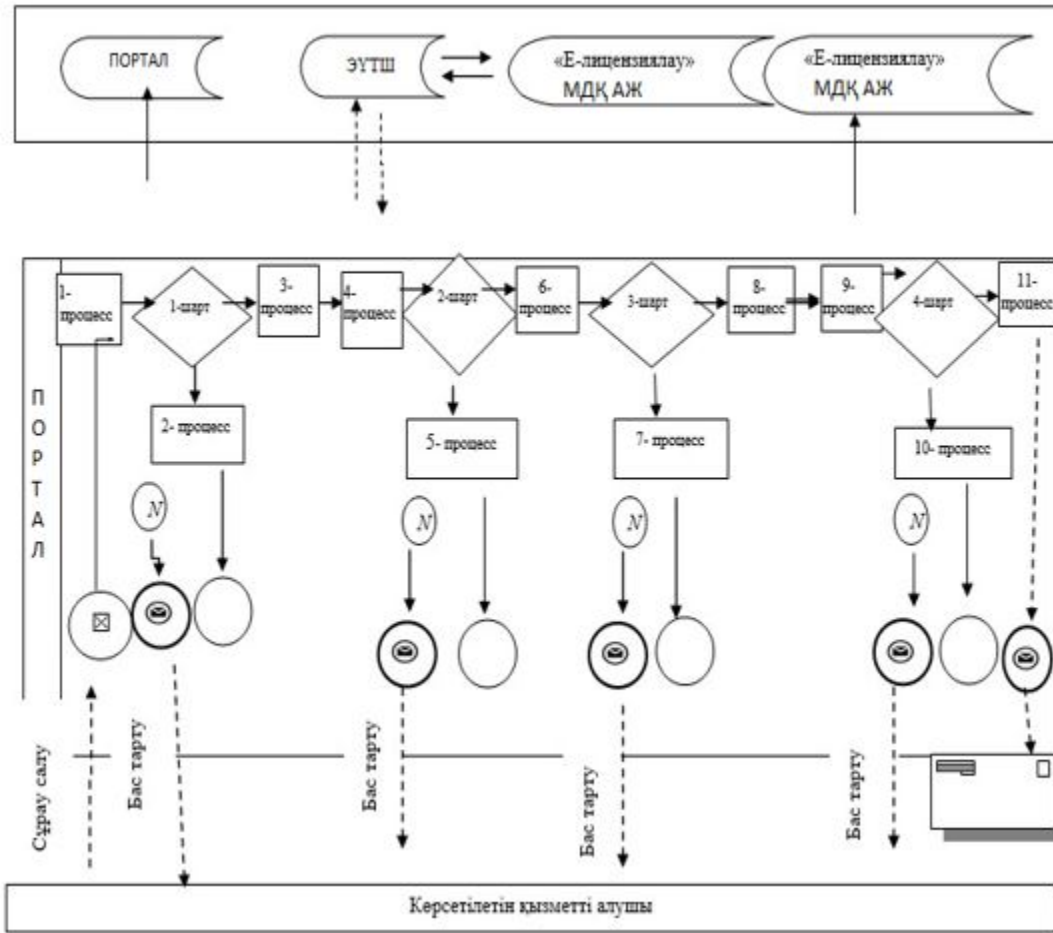 ПОРТАЛ
ЭҮТШ
«Е-лицензиялау»
МДҚ АЖ
«Е-лицензиялау»
МДҚ АЖ
ПОРТАЛ
1-
процесс
1-шарт
3-
процесс
4-
процесс
2-шарт
6-
процесс
3-шарт
8-
процесс
9-
процесс
4-шарт
11-
процесс
2- процесс
5- процесс
7- процесс
10- процесс
N
N
N
N
Сұрау салу
Бас тарту
Бас тарту
Бас тарту
Бас тарту
Көрсетілетін қызметті алушы